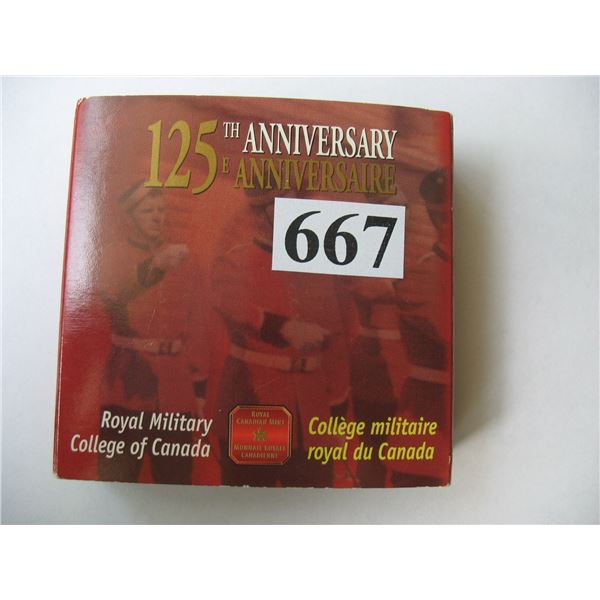 125TH ANNIVERSARY
E ANNIVERSAIRE
667
Royal Military
College of Canada
ROYAL
CANADIAN MINT
MONNAIE ROYALE
CANADIENNE
Collège militaire
royal du Canada